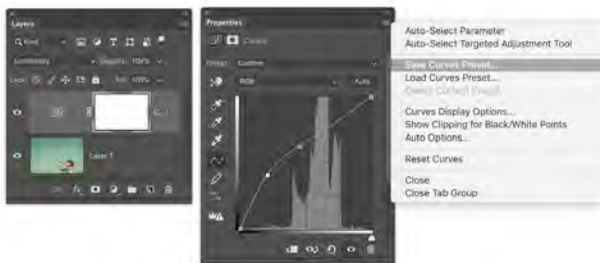 Layers
Kind
Luminosity
Opacity: 100%
Lock:
Fill: 100%
Layer 1
Properties
Curves
Preset: Custom
RGB
Auto
Auto-Select Parameter
Auto-Select Targeted Adjustment Tool
Save Curves Preset...
Load Curves Preset...
Delete Current Preset
Curves Display Options...
Show Clipping for Black/White Points
Auto Options...
Reset Curves
Close
Close Tab Group